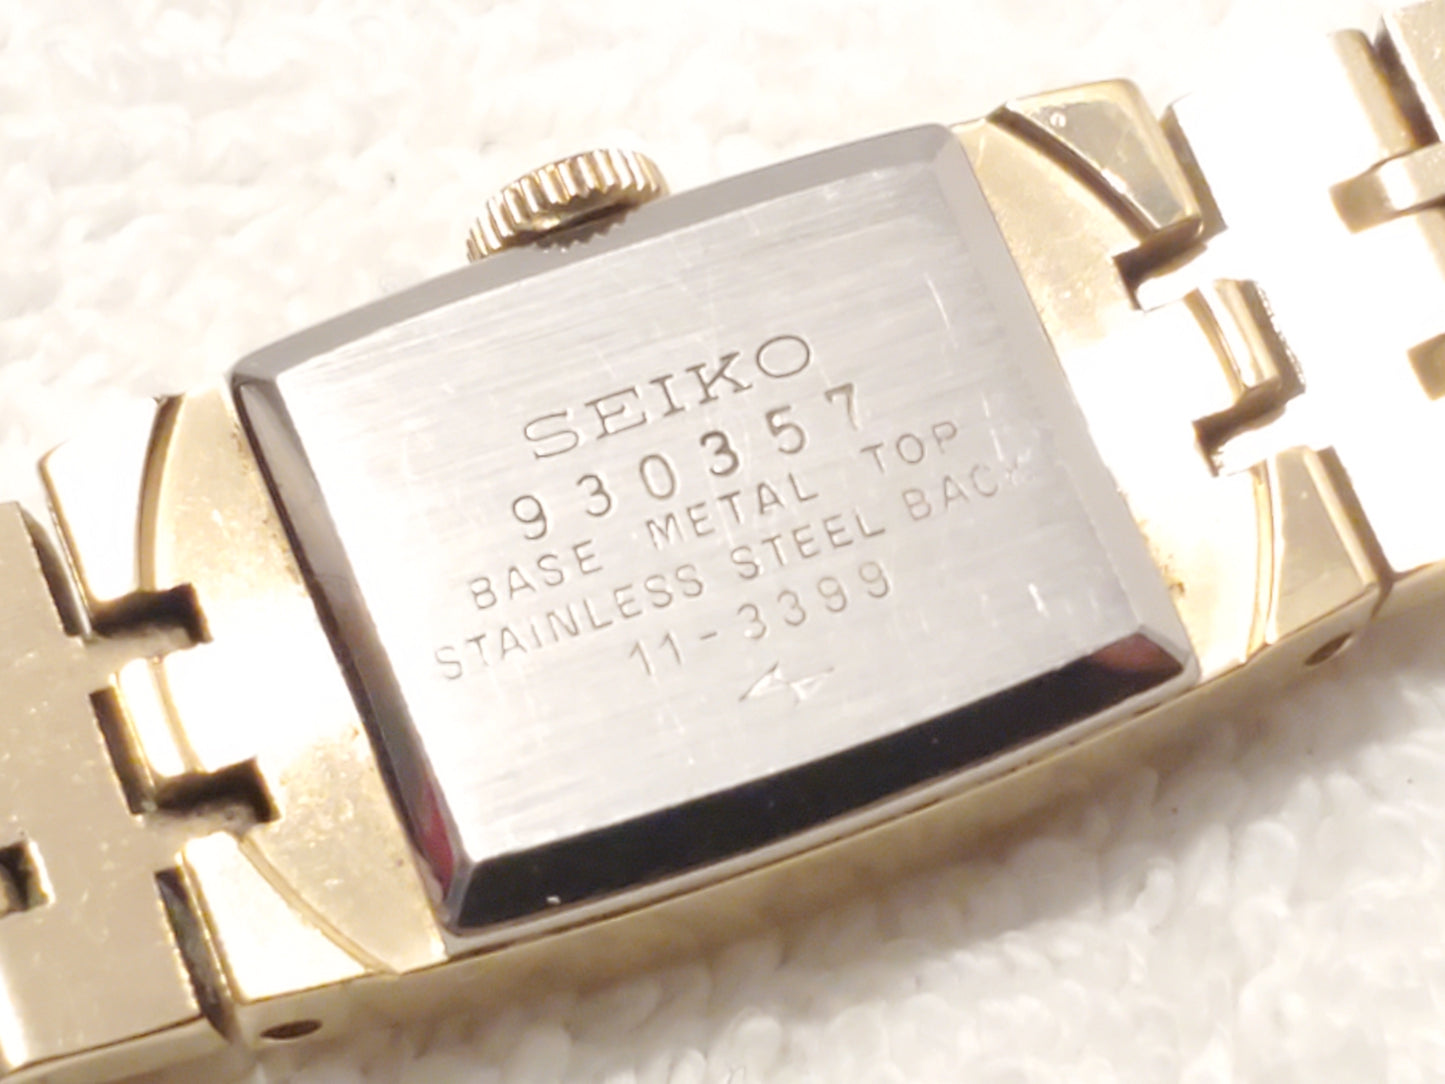 SEIKO
930357
BASE METAL TOP
STAINLESS STEEL BACK
11-3399